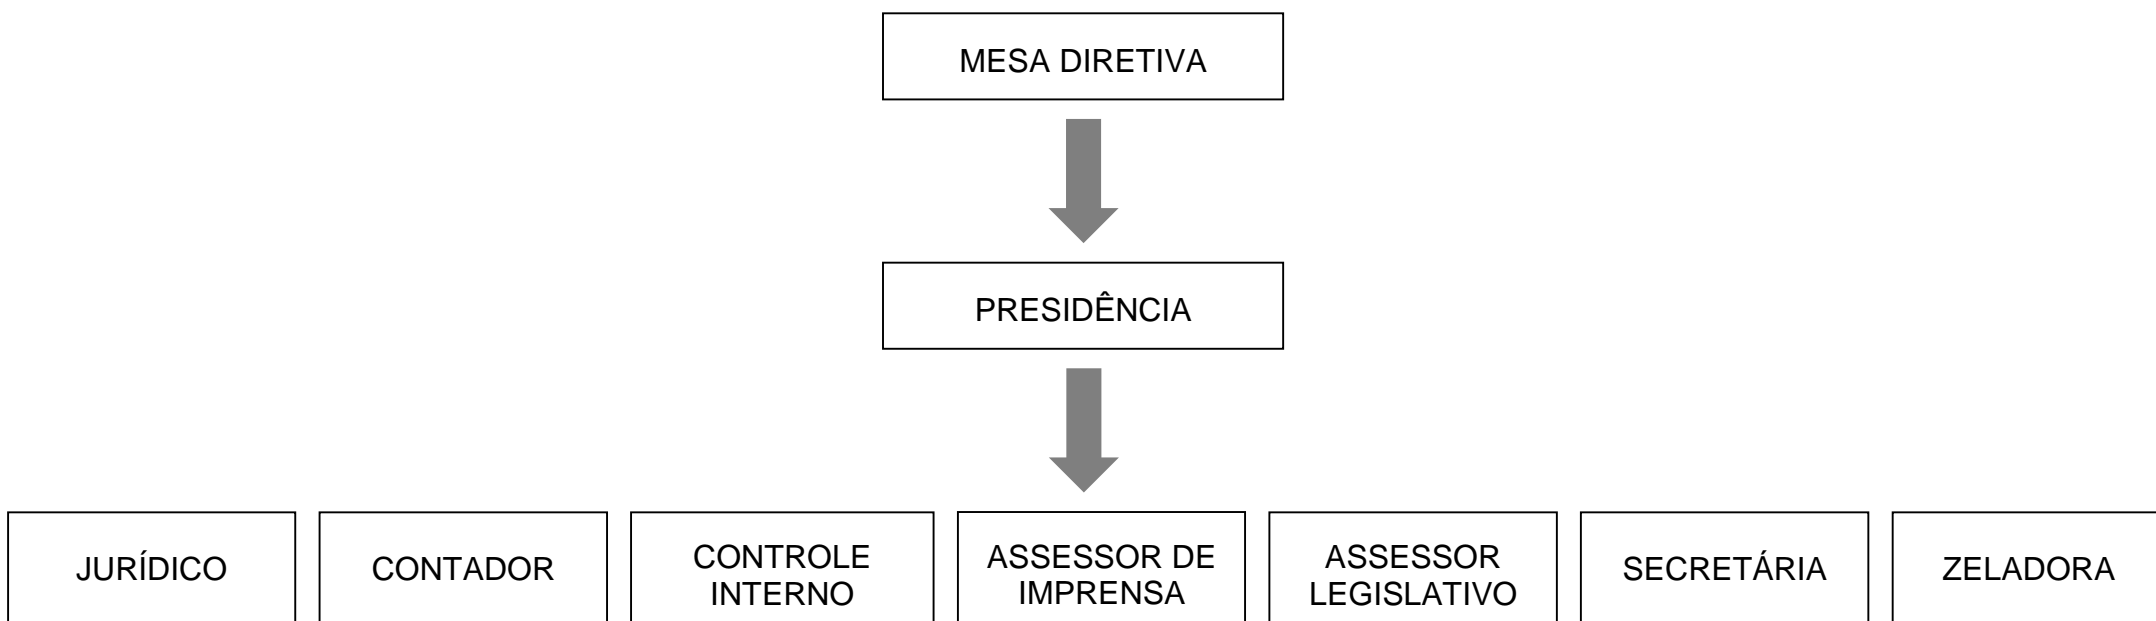 MESA DIRETIVA
PRESIDÊNCIA
JURÍDICO
CONTADOR
CONTROLE
INTERNO
ASSESSOR DE
IMPRENSA
ASSESSOR
LEGISLATIVO
SECRETÁRIA
ZELADORA